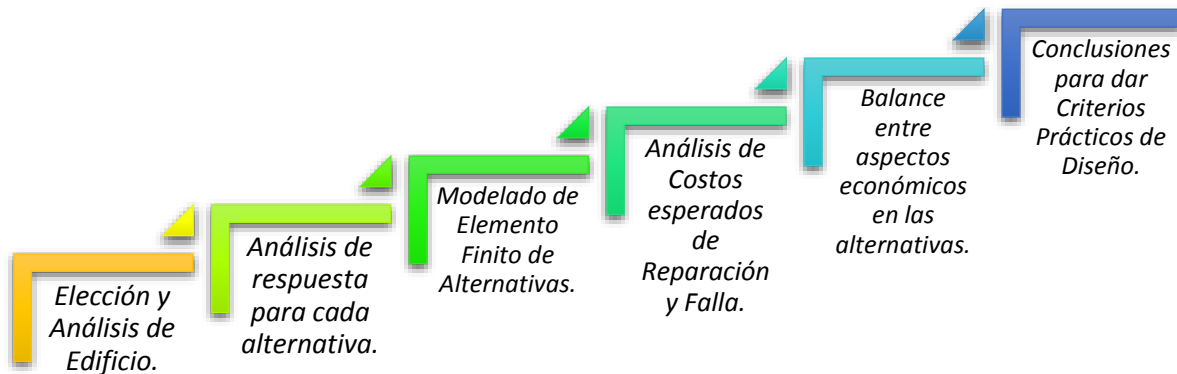 Elección y
Análisis de
Edificio.
Análisis de
respuesta
para cada
alternativa.
Modelado de
Elemento
Finito de
Alternativas.
Análisis de
Costos
esperados
de
Reparación
y Falla.
Balance
entre
aspectos
económicos
en las
alternativas.
Conclusiones
para dar
Criterios
Prácticos de
Diseño.